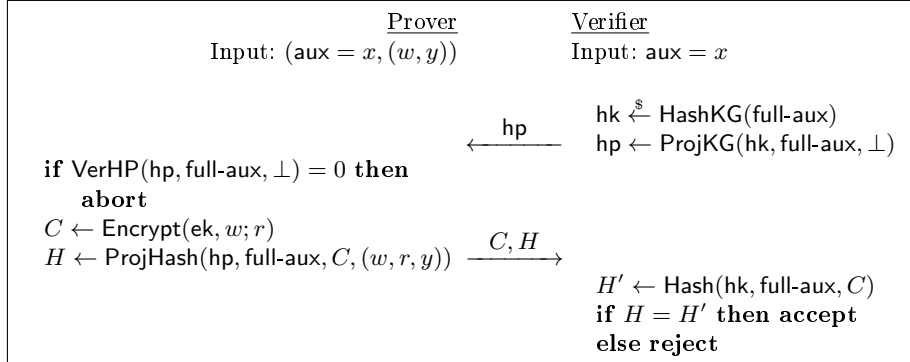 Prover Verifier
Input: (aux = x, (w, y)) Input: aux = x
hk $← HashKG(full-aux)
hp hp ← ProjKG(hk, full-aux, ⊥)
if VerHP(hp, full-aux, ⊥) = 0 then
abort
C ← Encrypt(ek, w; r)
H ← ProjHash(hp, full-aux, C, (w, r, y)) C, H
H′ ← Hash(hk, full-aux, C)
if H = H′ then accept
else reject